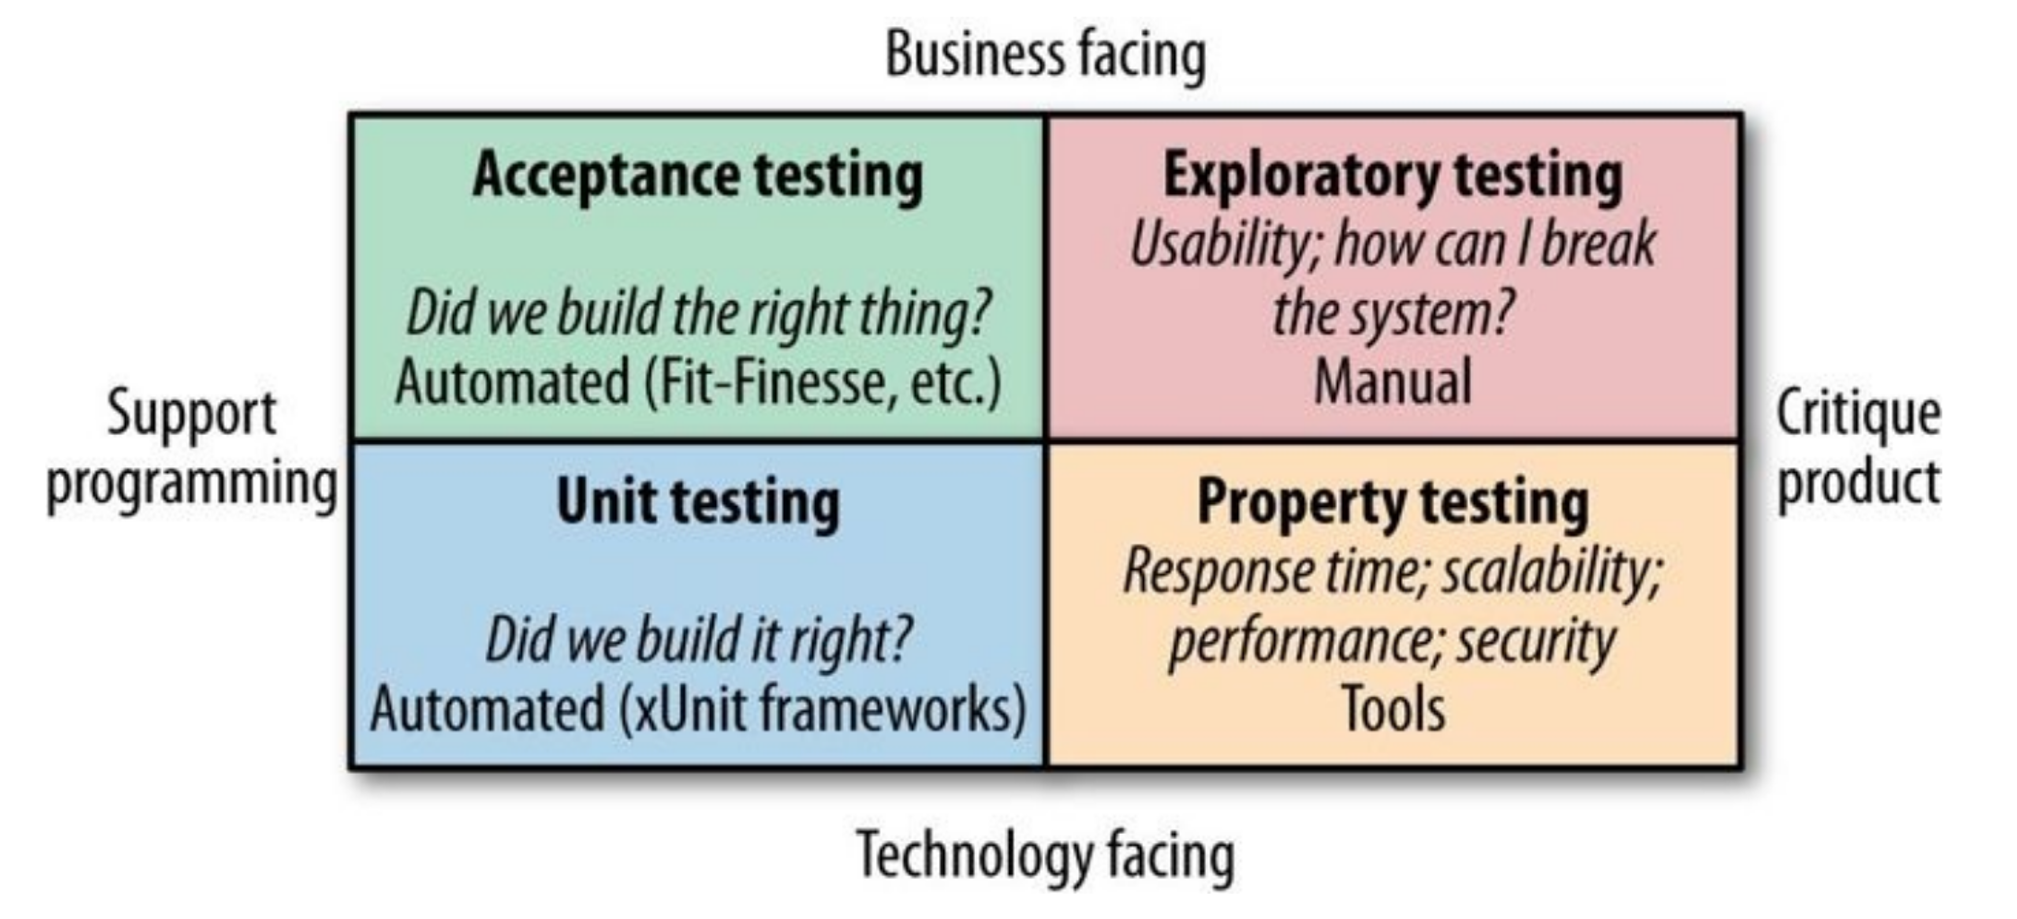 Business facing
Acceptance testing
Did we build the right thing?
Automated (Fit-Finesse, etc.)
Exploratory testing
Usability; how can I break
the system?
Manual
Support
programming
Critique
product
Unit testing
Did we build it right?
Automated (xUnit frameworks)
Property testing
Response time; scalability;
performance; security
Tools
Technology facing